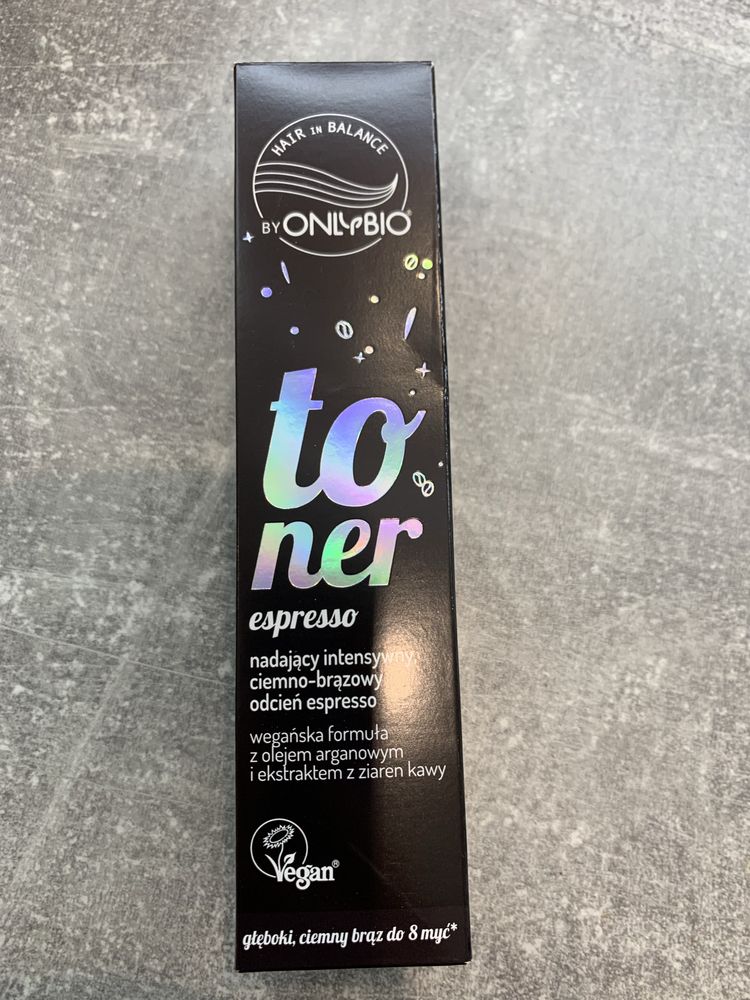 HAIR IN BALANCE
BY ONLYBIO®
to
ner
espresso
nadający intensywny,
ciemno-brązowy
odcień espresso
wegańska formuła
z olejem arganowym
i ekstraktem z ziaren kawy
Vegan®
głęboki, ciemny brąz do 8 myć*